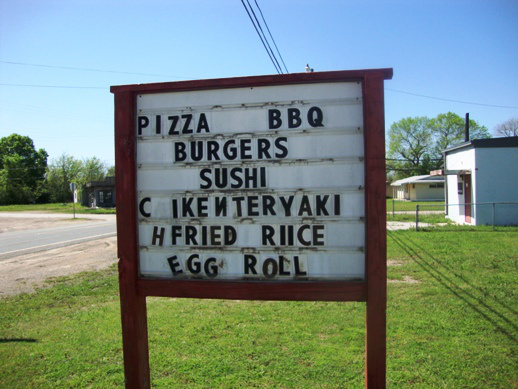 PIZZA BBQ
BURGERS
SUSHI
C IKENTERYAKI
HFRIED RIICE
EGG ROLL